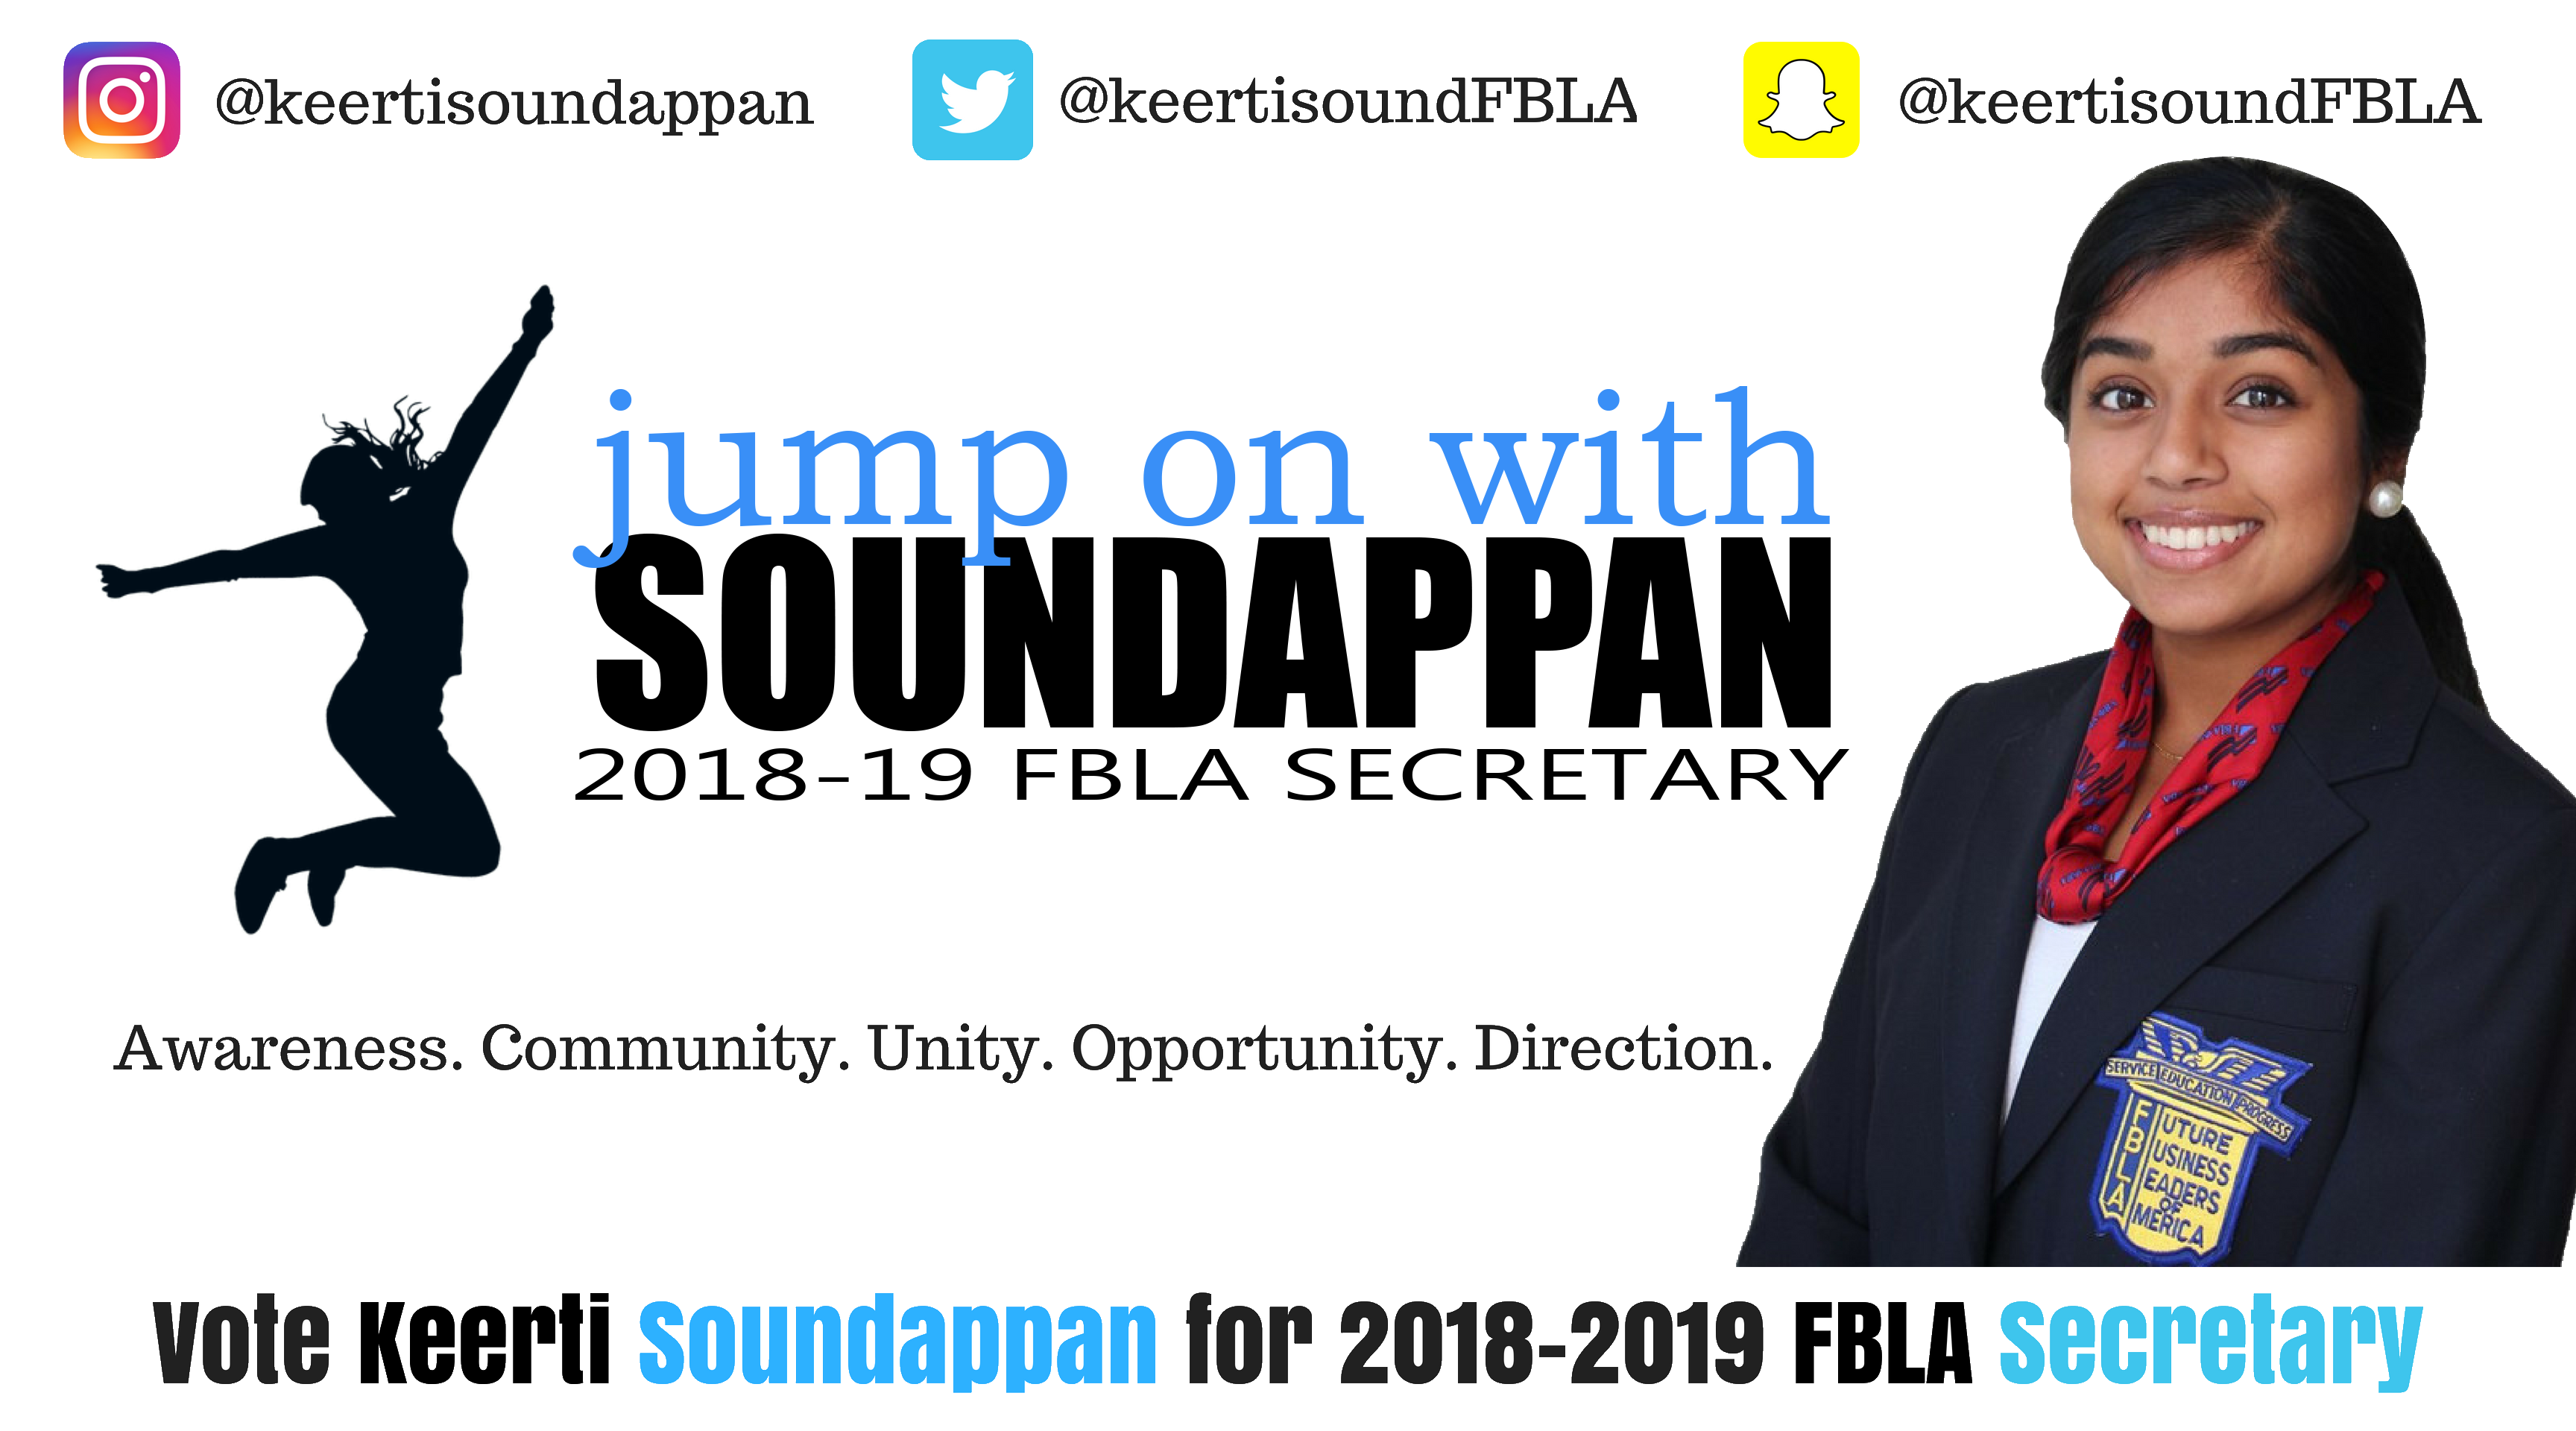 @keertisoundappan
@keertisoundFBLA
@keertisoundFBLA
jump on with
SOUNDAPPAN
2018-19 FBLA SECRETARY
Awareness. Community. Unity. Opportunity. Direction.
SERVICE EDUCATION PROGRESS
FUTURE
BUSINESS
LEADERS
OF
AMERICA
Vote Keerti Soundappan for 2018-2019 FBLA Secretary